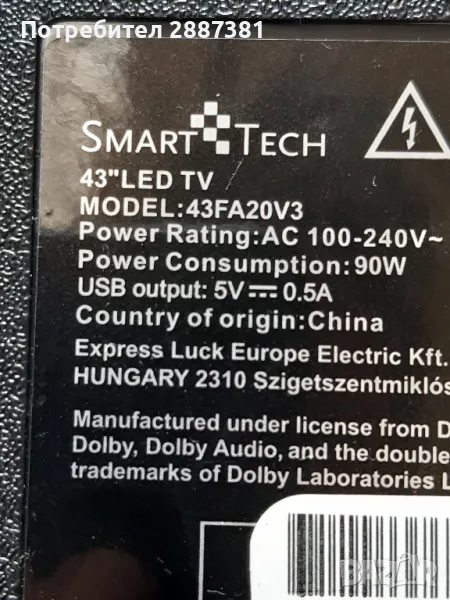 Потребител 2887381
SMART TECH
43"LED TV
MODEL:43FA20V3
Power Rating:AC 100-240V~
Power Consumption:90W
USB output: 5V⎓0.5A
Country of origin:China
Express Luck Europe Electric Kft.
HUNGARY 2310 Szigetszentmiklós
Manufactured under license from D
Dolby, Dolby Audio, and the double
trademarks of Dolby Laboratories L
BAZAR